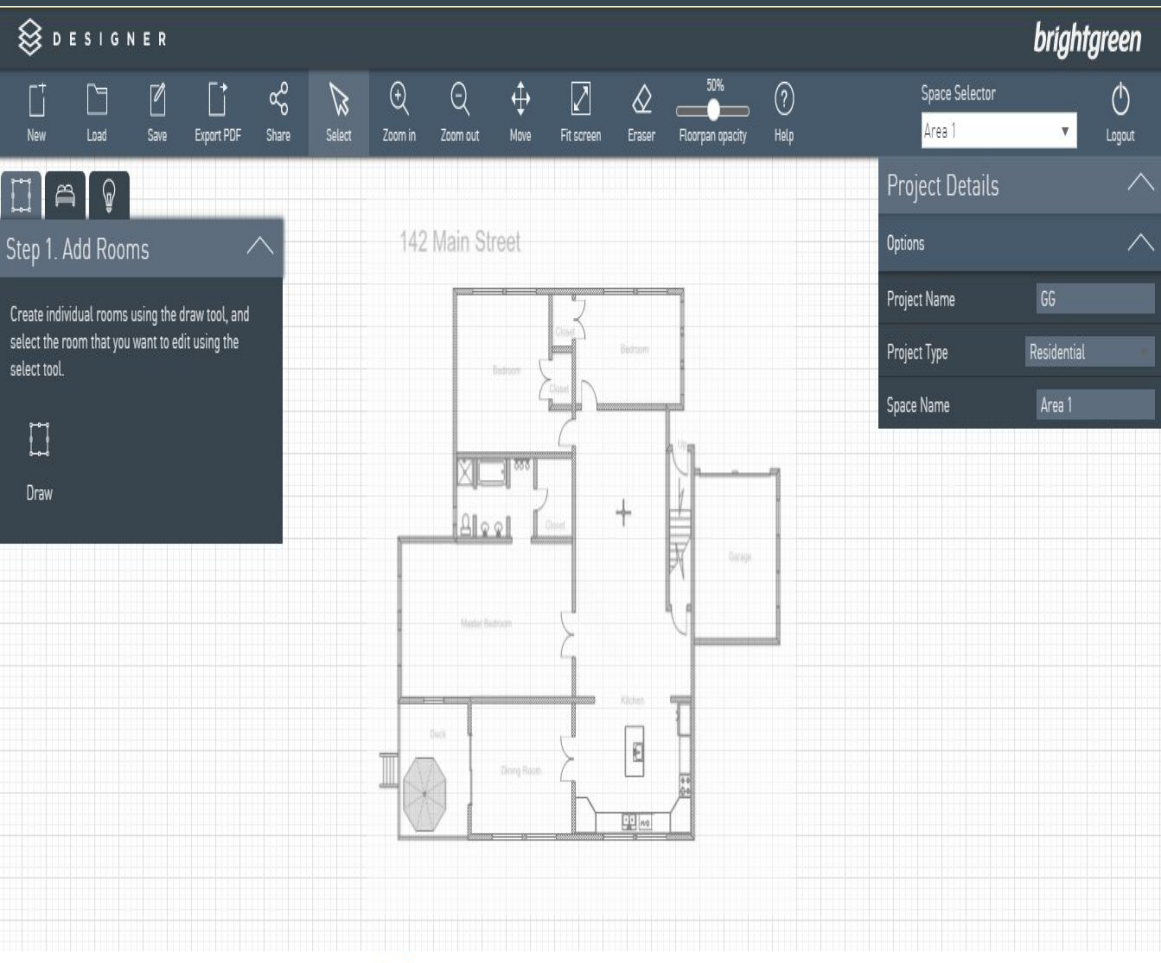 DESIGNER
brightgreen
New
Load
Save
Export PDF
Share
Select
Zoom in
Zoom out
Move
Fit screen
Eraser
50%
Floorpan opacity
Help
Space Selector
Area 1
Logout
Step 1. Add Rooms
Create individual rooms using the draw tool, and
select the room that you want to edit using the
select tool.
Draw
Project Details
Options
Project Name
GG
Project Type
Residential
Space Name
Area 1
142 Main Street
Closet
Bedroom
Bedroom
Closet
Up
Closet
Garage
Master Bedroom
Kitchen
Deck
Dining Room